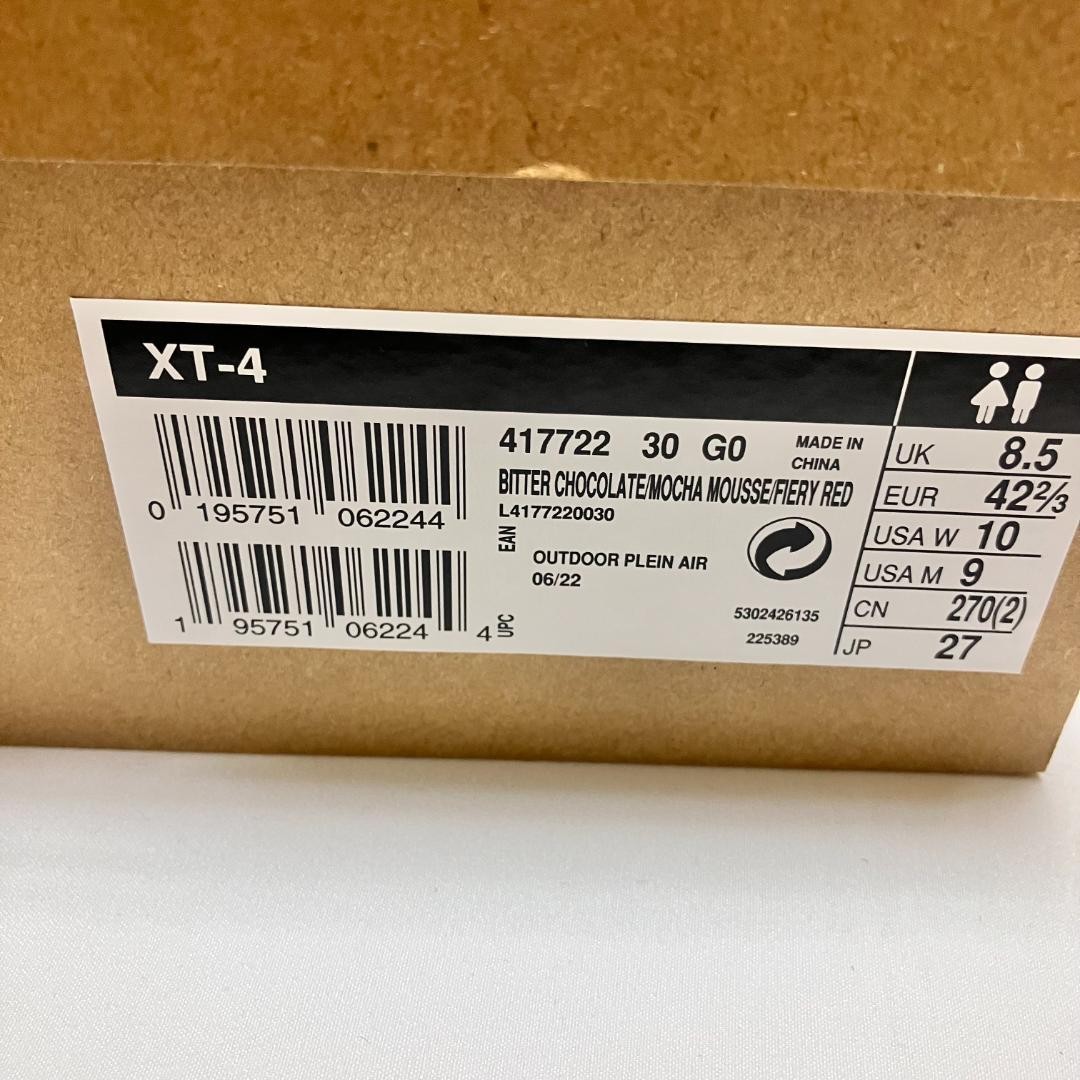 XT-4
0 195751 062244
EAN
1 95751 06224 4
UPC
417722 30 G0
MADE IN
CHINA
BITTER CHOCOLATE/MOCHA MOUSSE/FIERY RED
L4177220030
OUTDOOR PLEIN AIR
06/22
5302426135
225389
UK 8.5
EUR 42⅔
USA W 10
USA M 9
CN 270(2)
JP 27